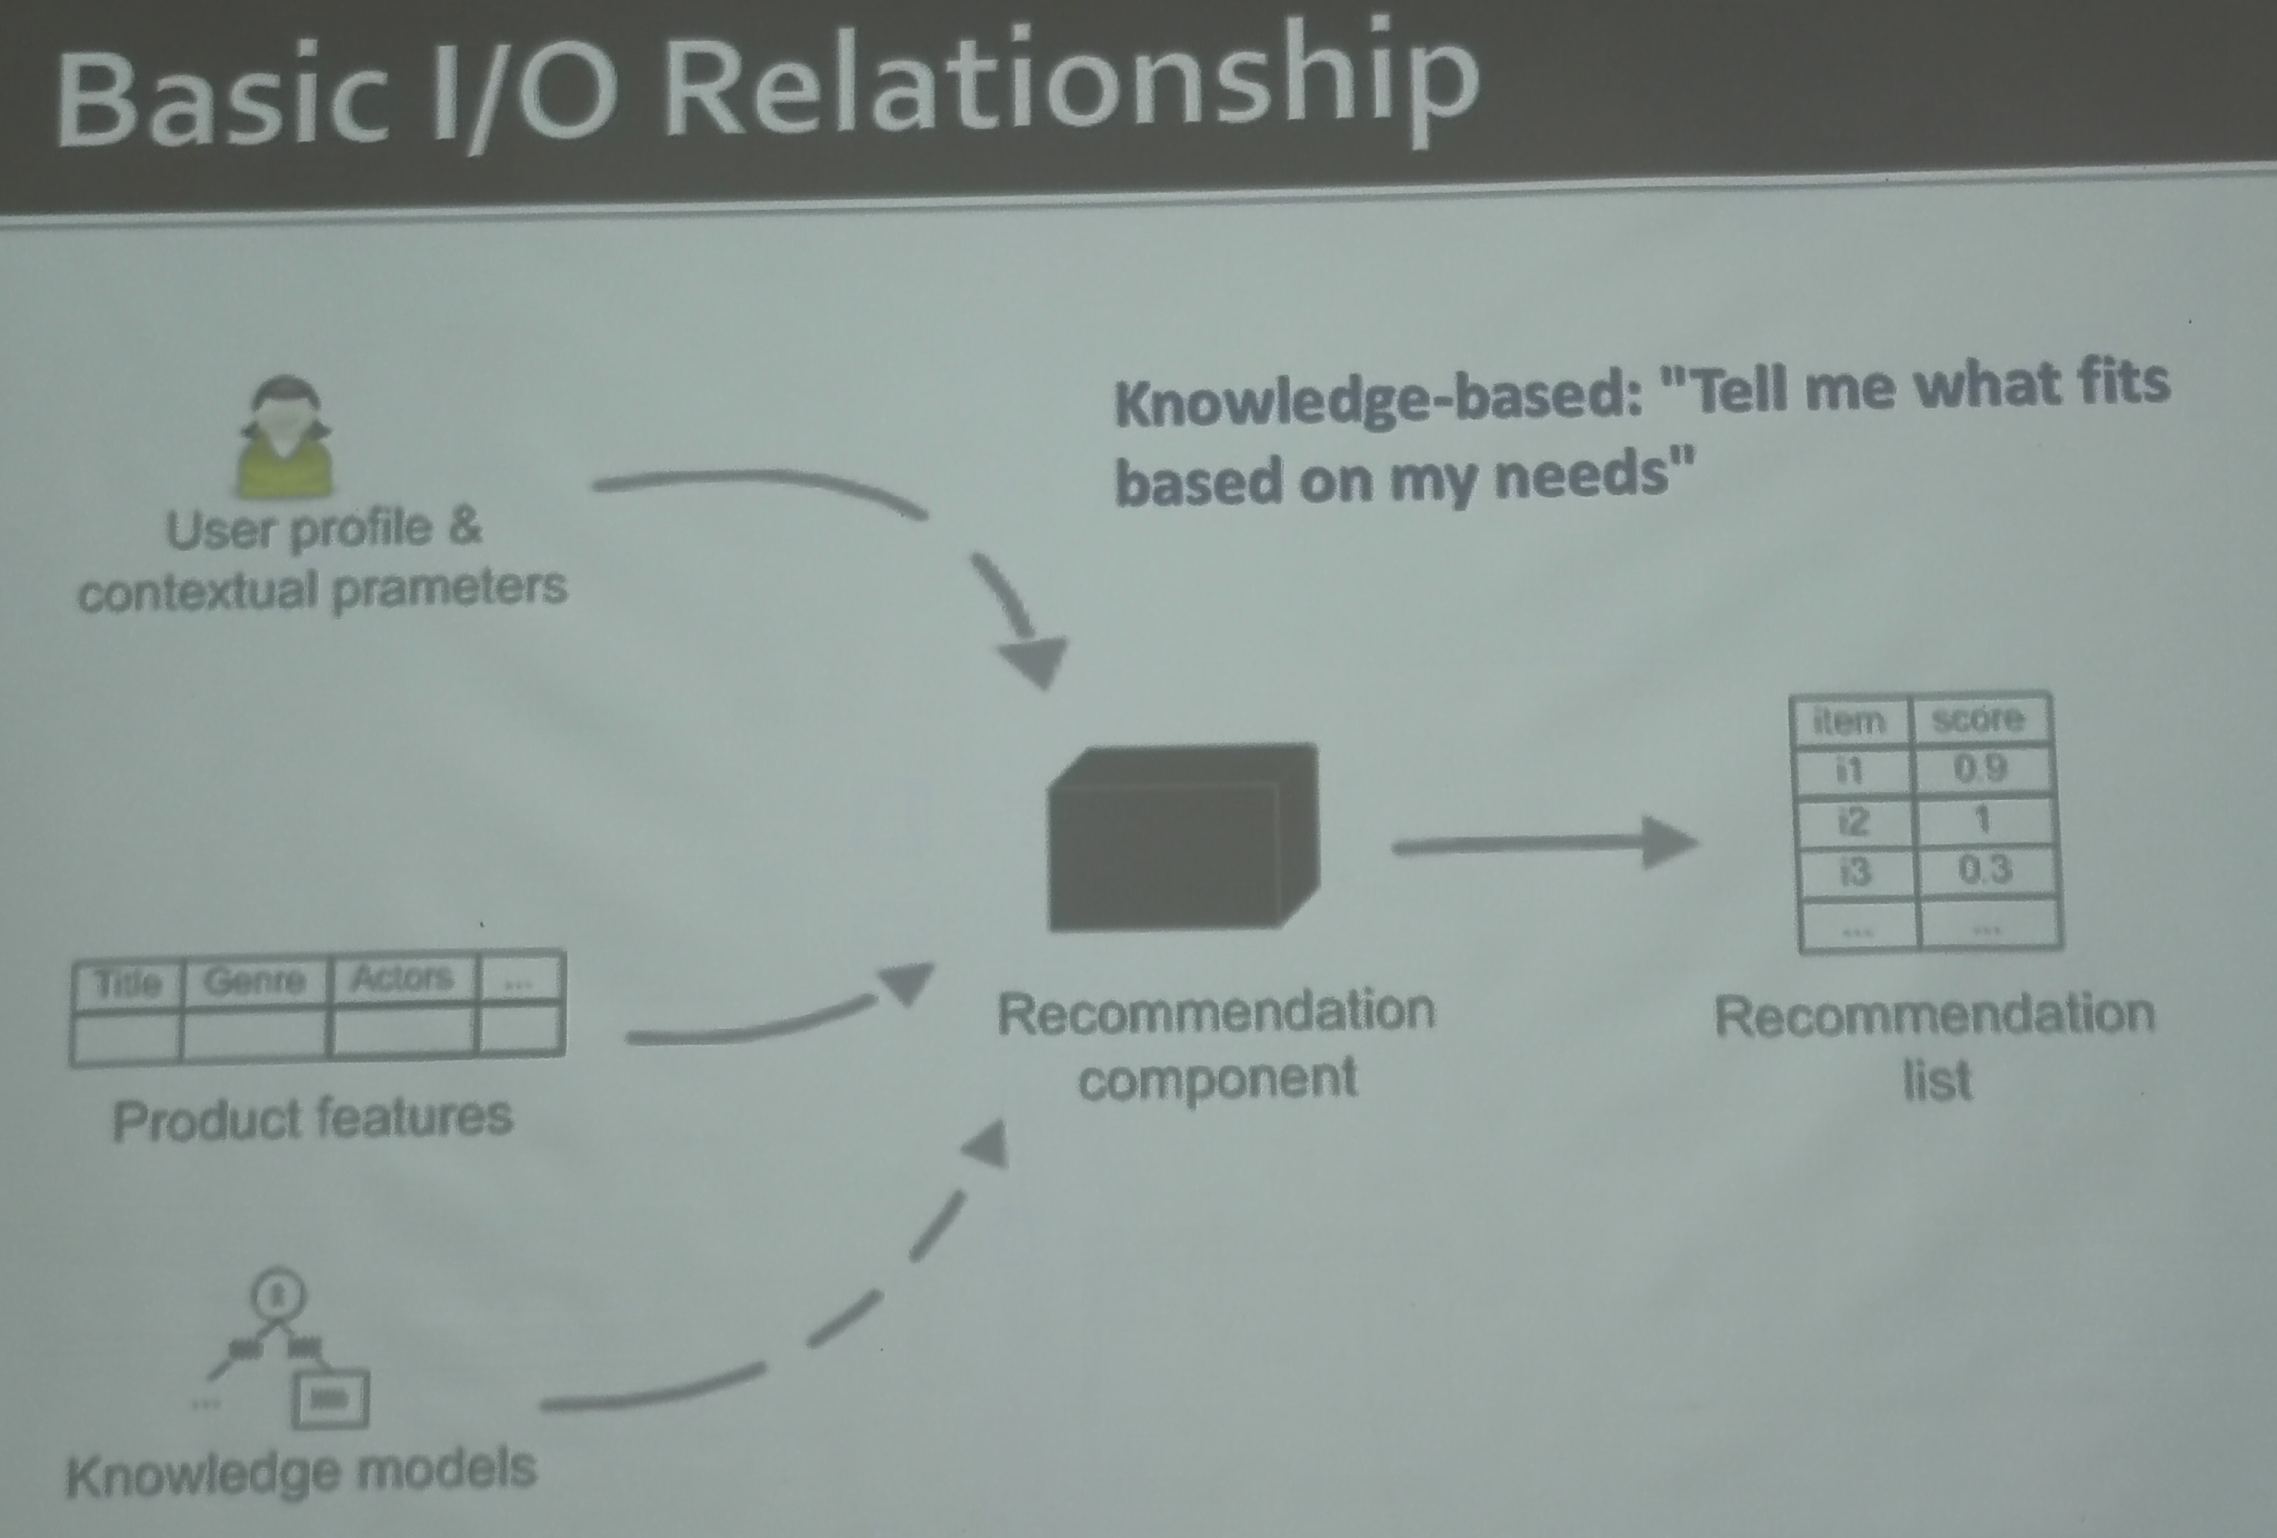 Basic I/O Relationship
Knowledge-based: "Tell me what fits
based on my needs"
User profile &
contextual prameters
item score
i1 0.9
i2 1
i3 0.3
... ...
Title Genre Actors ...
Product features
Recommendation
component
Recommendation
list
...
Knowledge models